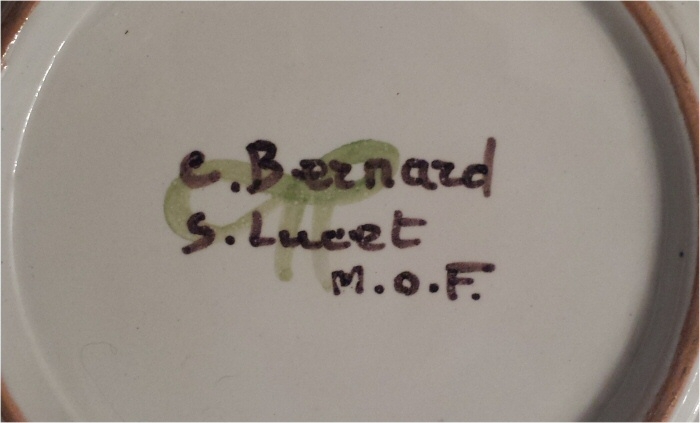 C. Bernard
S. Lucet
M.O.F.